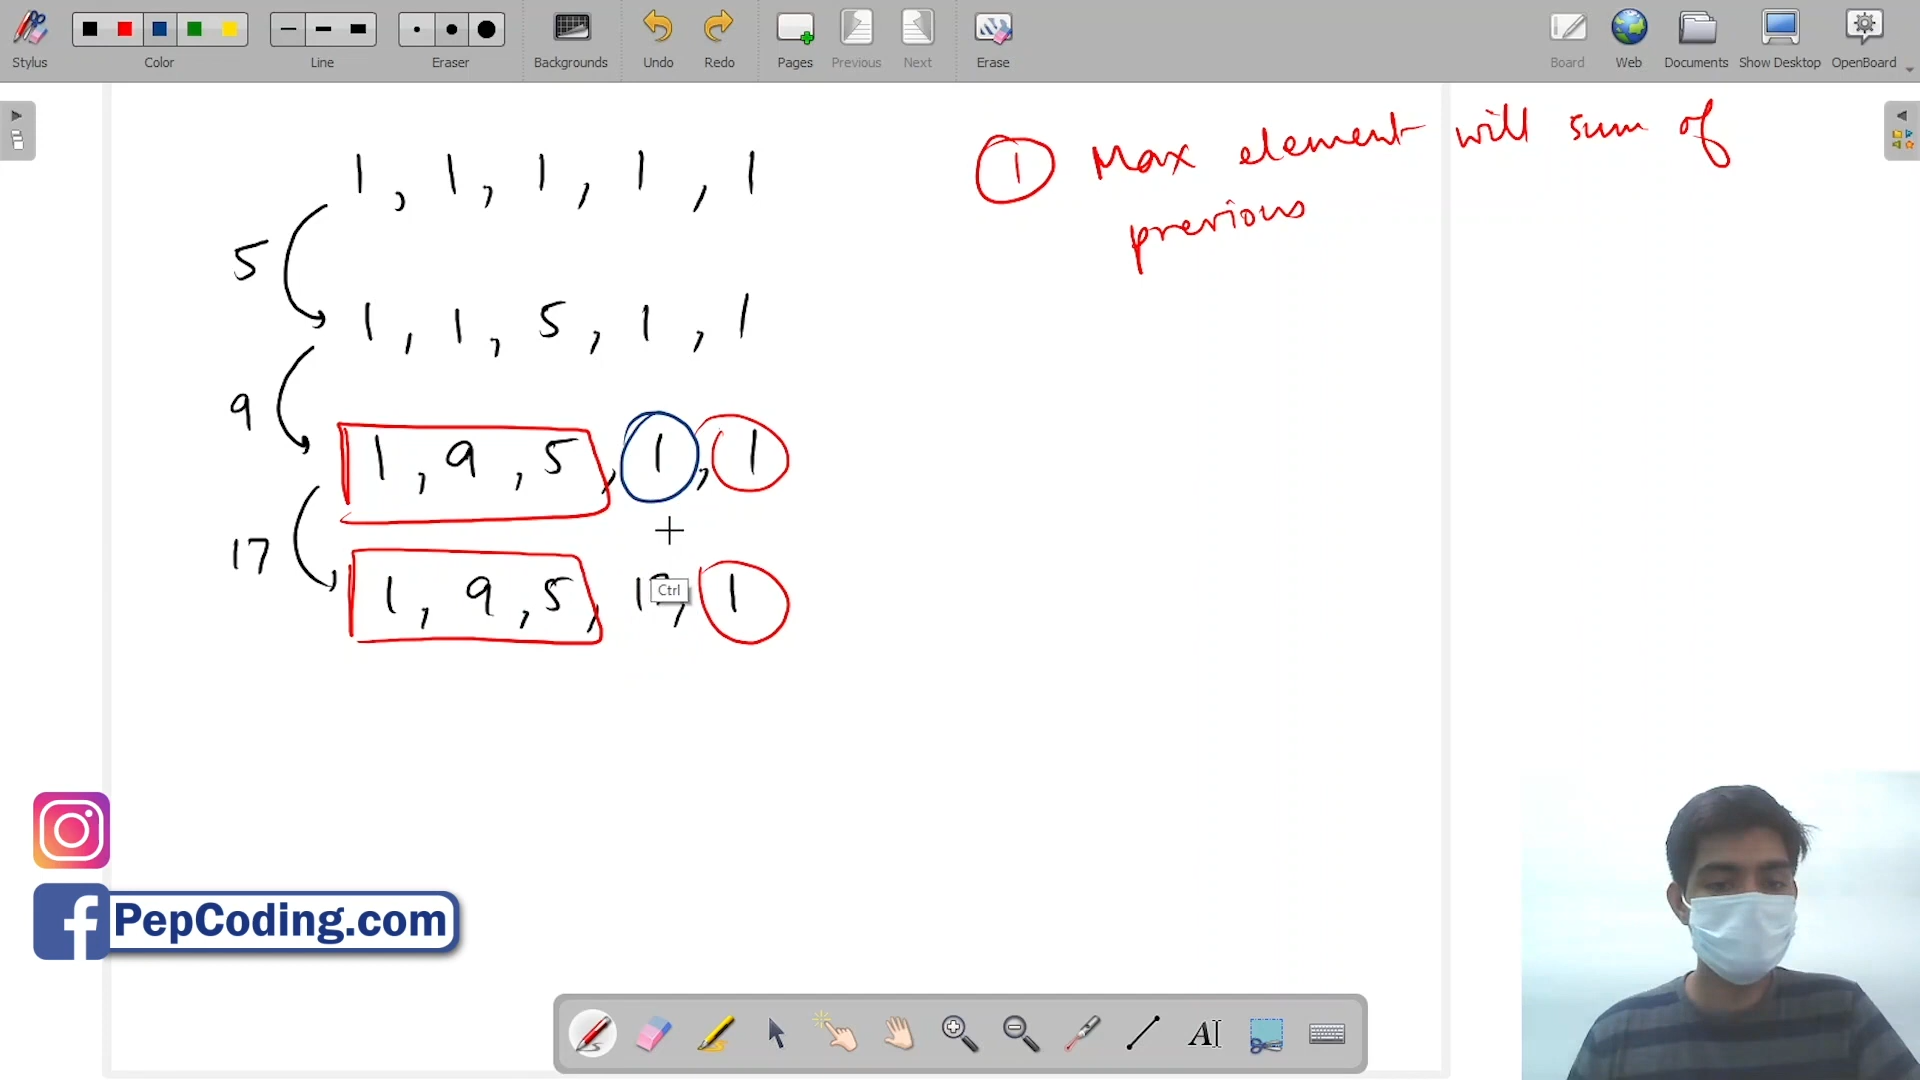 Stylus Color Line Eraser Backgrounds Undo Redo Pages Previous Next Erase Board Web Documents Show Desktop OpenBoard
1, 1, 1, 1, 1
5
1, 1, 5, 1, 1
9
1, 9, 5, 1, 1
17
1, 9, 5, 17, 1
Ctrl
① Max element will sum of
previous
f PepCoding.com
AI